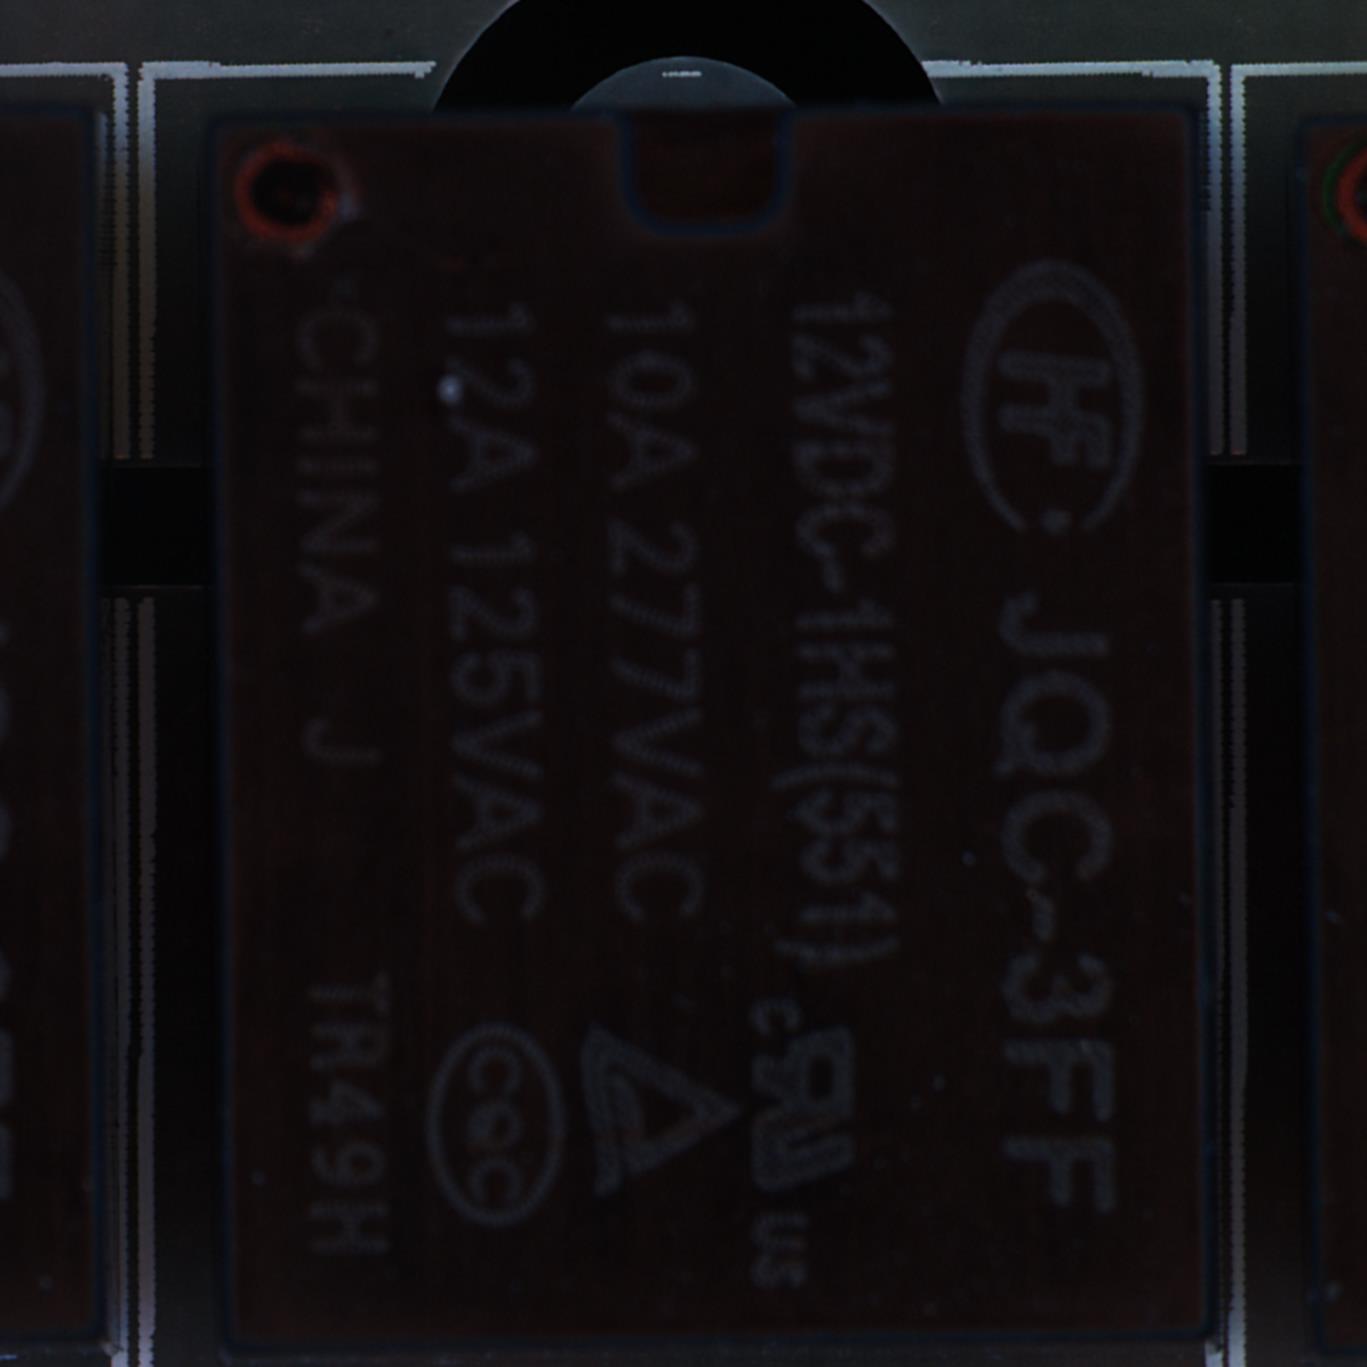 HF JQC-3FF
12VDC-1HS(551)
c US
10A 277VAC
12A 125VAC
CQC
CHINA J TR49H